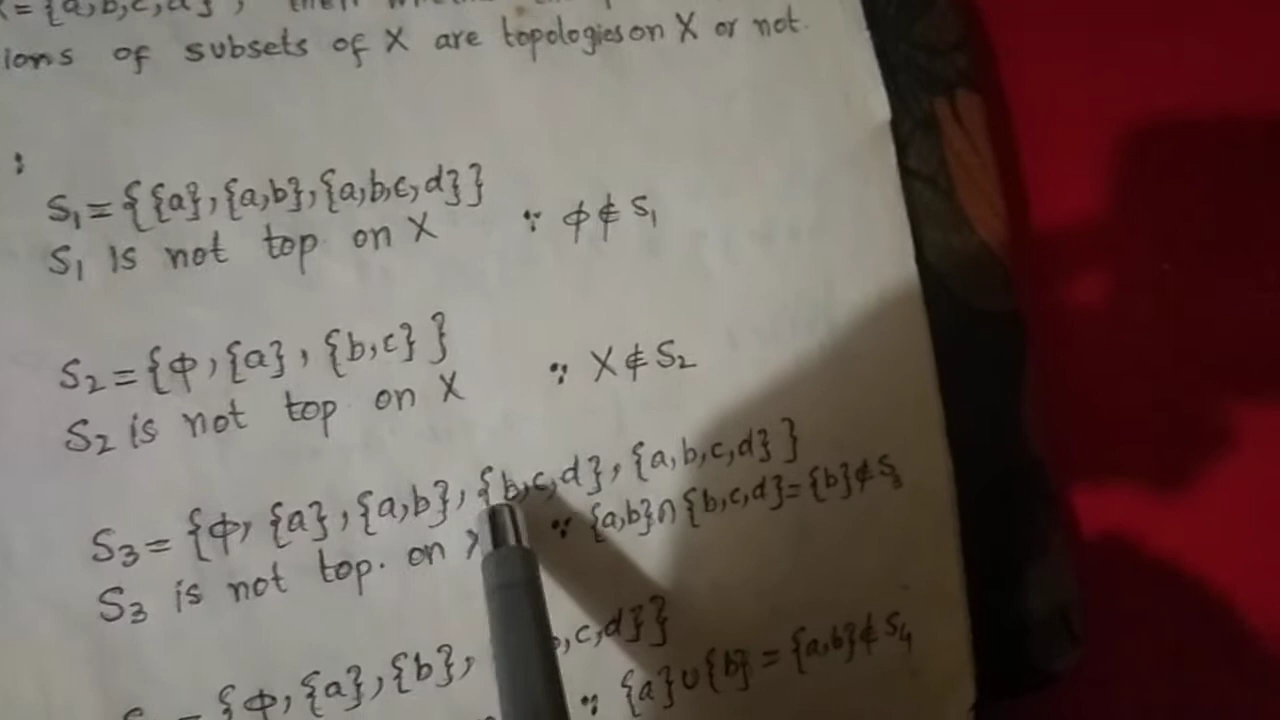 = {a,b,c,d},
ions of subsets of X are topologies on X or not.
:
S₁ = {{a},{a,b},{a,b,c,d}}
S₁ is not top on X ∵ ϕ ∉ S₁
S₂ = {ϕ,{a},{b,c}}
S₂ is not top on X ∵ X ∉ S₂
S₃ = {ϕ,{a},{a,b},{b,c,d},{a,b,c,d}}
S₃ is not top. on X ∵ {a,b}∩{b,c,d}={b}∉S₃
= {ϕ,{a},{b}, ,c,d}}
∵ {a}∪{b} = {a,b}∉S₄